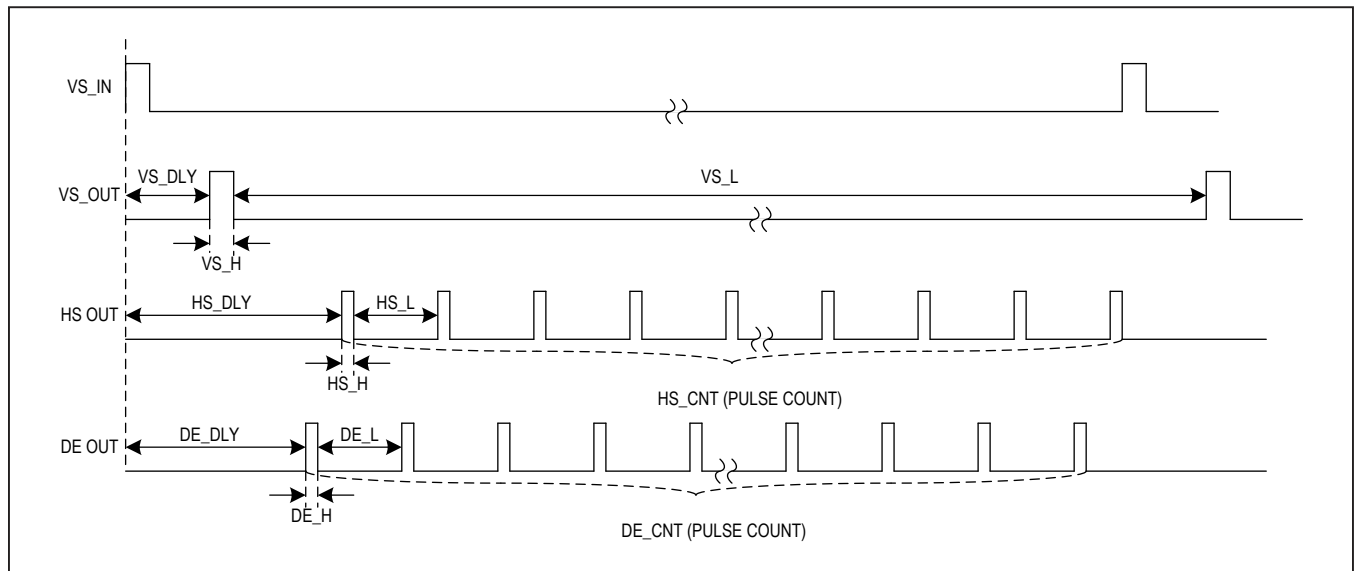 VS_IN
VS_DLY
VS_L
VS_OUT
VS_H
HS_DLY
HS_L
HS OUT
HS_H
HS_CNT (PULSE COUNT)
DE_DLY
DE_L
DE OUT
DE_H
DE_CNT (PULSE COUNT)